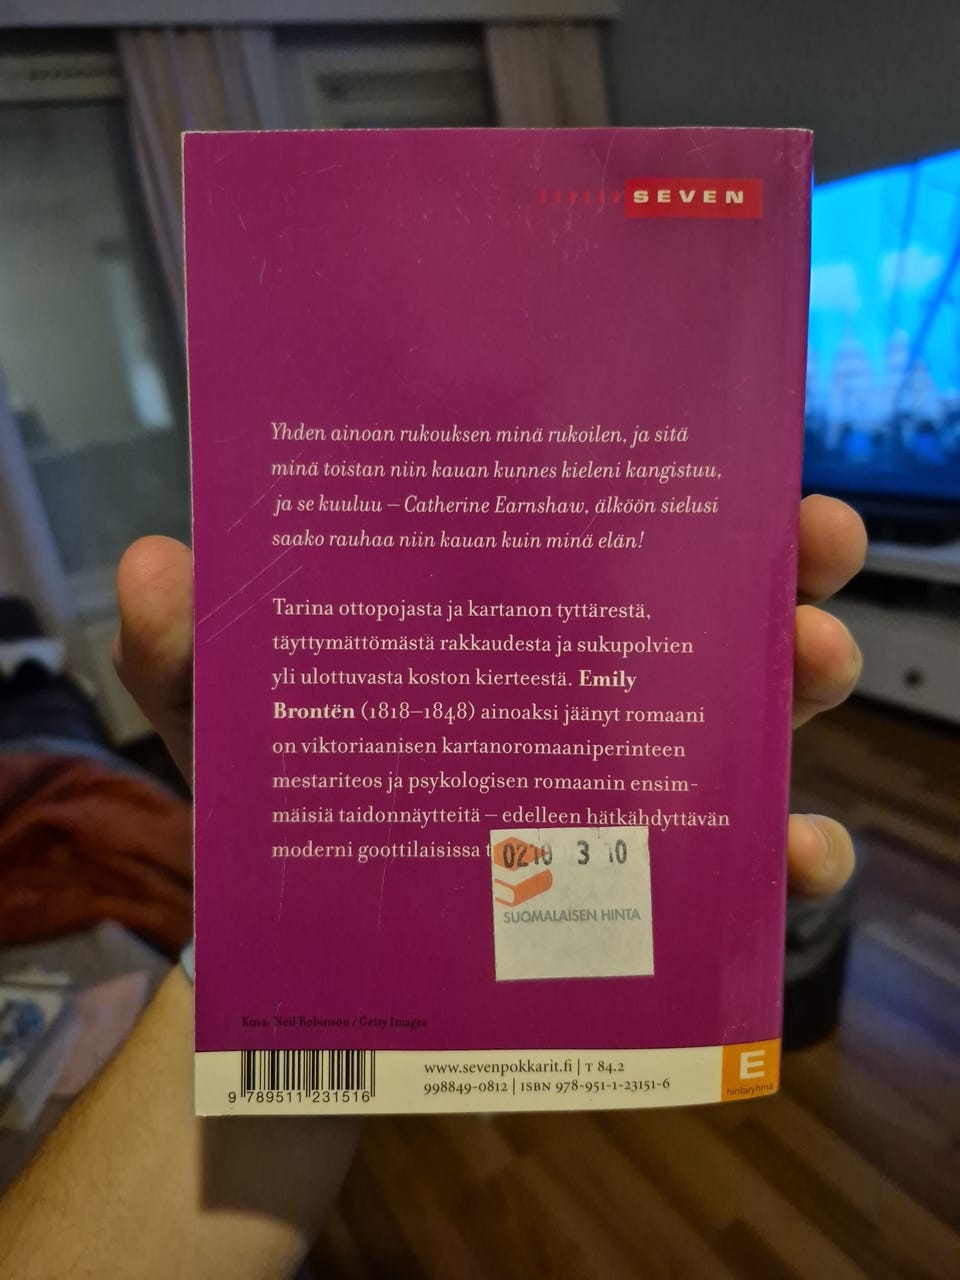 SEVEN
Yhden ainoan rukouksen minä rukoilen, ja sitä
minä toistan niin kauan kunnes kieleni kangistuu,
ja se kuuluu – Catherine Earnshaw, älköön sielusi
saako rauhaa niin kauan kuin minä elän!
Tarina ottopojasta ja kartanon tyttärestä,
täyttymättömästä rakkaudesta ja sukupolvien
yli ulottuvasta koston kierteestä. Emily
Brontën (1818–1848) ainoaksi jäänyt romaani
on viktoriaanisen kartanoromaaniperinteen
mestariteos ja psykologisen romaanin ensim-
mäisiä taidonnäytteitä – edelleen hätkähdyttävän
moderni goottilaisissa
3 10
SUOMALAISEN HINTA
Kuva: Neil Robinson / Getty Images
www.sevenpokkarit.fi | T 84.2
998849-0812 | ISBN 978-951-1-23151-6
9 789511 231516
E
hintaryhmä